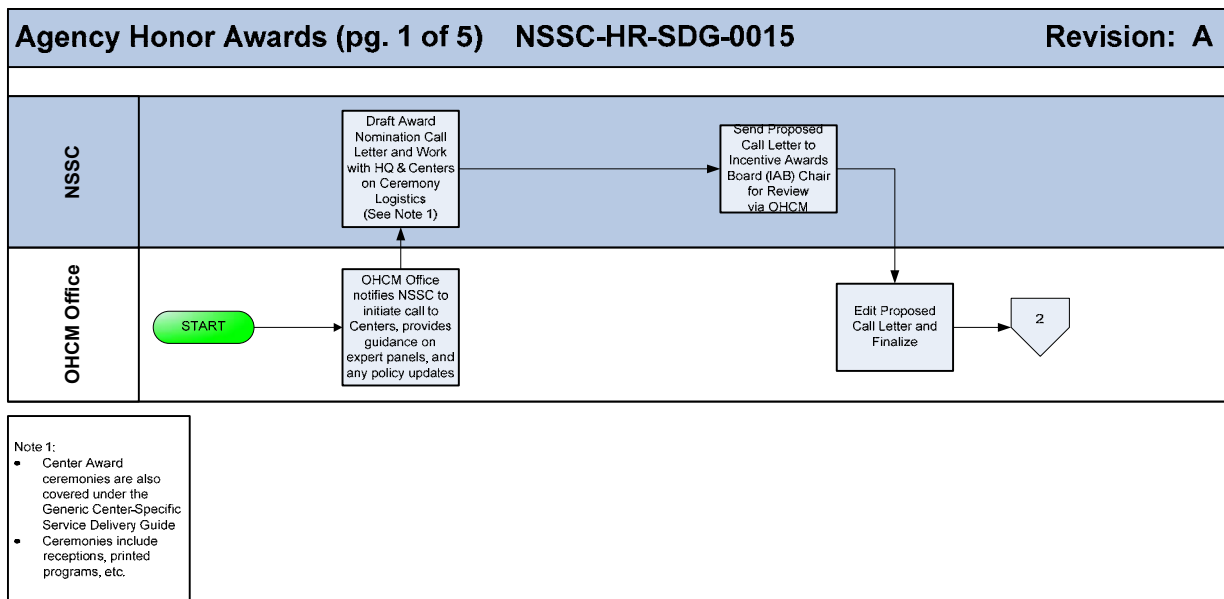 Agency Honor Awards (pg. 1 of 5) NSSC-HR-SDG-0015 Revision: A
NSSC
Draft Award
Nomination Call
Letter and Work
with HQ & Centers
on Ceremony
Logistics
(See Note 1)
Send Proposed
Call Letter to
Incentive Awards
Board (IAB) Chair
for Review
via OHCM
OHCM Office
START
OHCM Office
notifies NSSC to
initiate call to
Centers, provides
guidance on
expert panels, and
any policy updates
Edit Proposed
Call Letter and
Finalize
2
Note 1:
• Center Award
ceremonies are also
covered under the
Generic Center-Specific
Service Delivery Guide
• Ceremonies include
receptions, printed
programs, etc.